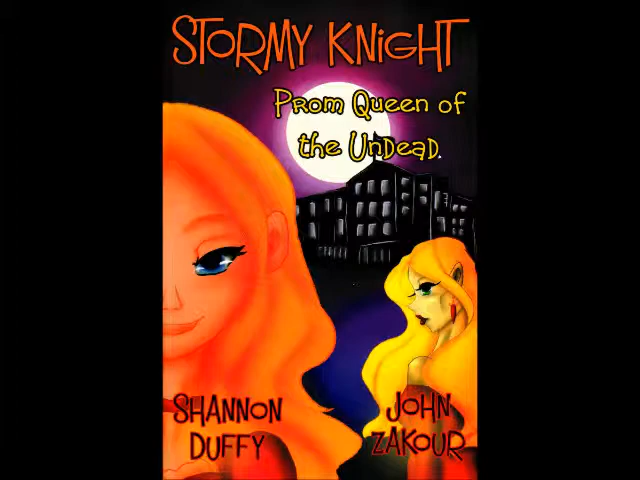 STORMY KNIGHT
Prom Queen of
the Undead.
SHANNON
DUFFY
JOHN
ZAKOUR